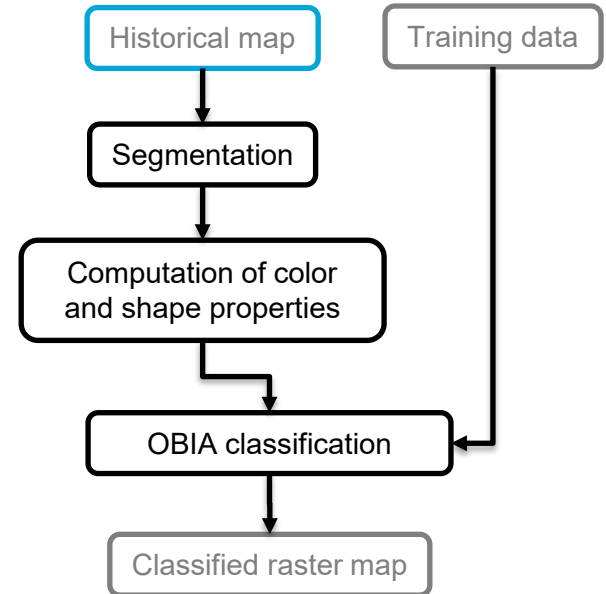 Historical map
Training data
Segmentation
Computation of color
and shape properties
OBIA classification
Classified raster map